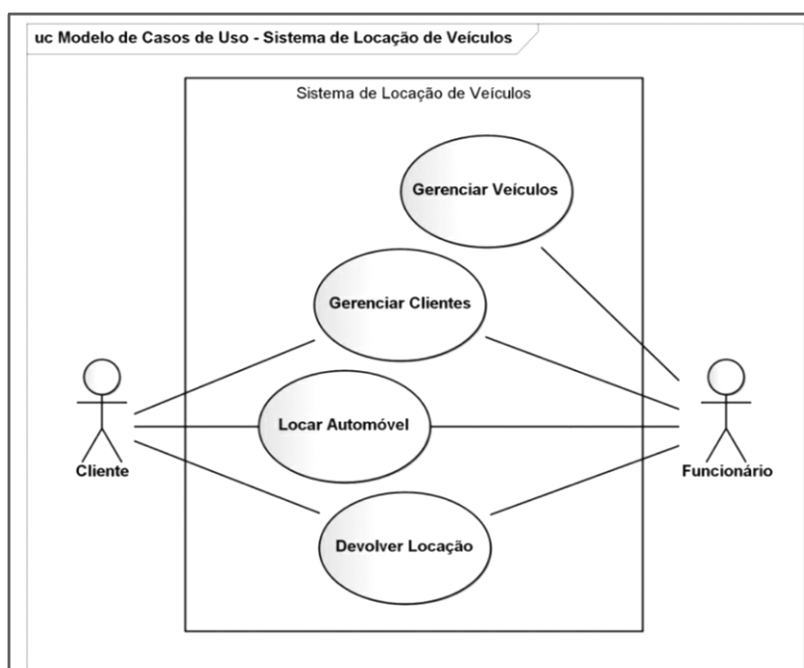 uc Modelo de Casos de Uso - Sistema de Locação de Veículos
Sistema de Locação de Veículos
Gerenciar Veículos
Gerenciar Clientes
Locar Automóvel
Cliente
Funcionário
Devolver Locação